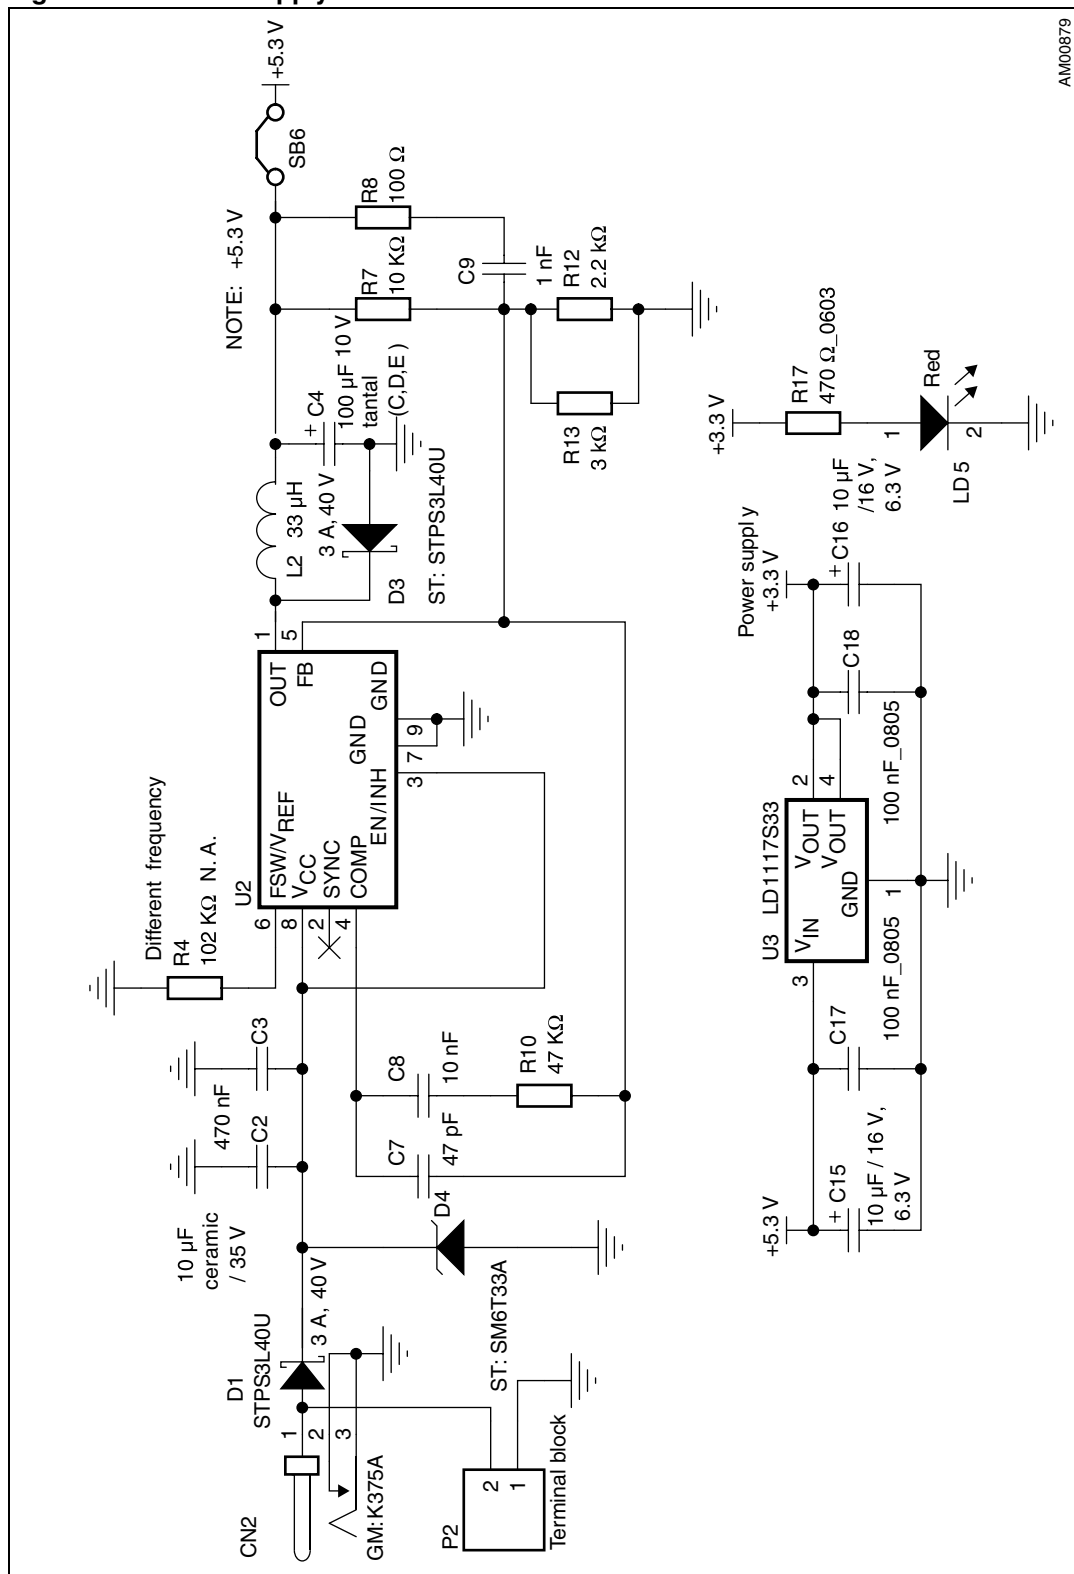 AM00879
+5.3 V
SB6
NOTE: +5.3 V
R8
100 Ω
R7
10 KΩ
C9
1 nF
R12
2.2 kΩ
R13
3 kΩ
+ C4
100 µF 10 V
tantal
(C,D,E )
L2 33 µH
3 A, 40 V
D3
ST: STPS3L40U
1
5
OUT
FB
GND
GND
9
7
3
EN/INH
FSW/VREF
VCC
SYNC
COMP
U2
6
8
2
4
Different frequency
R4
102 KΩ N. A.
C3
470 nF
C2
10 µF
ceramic
/ 35 V
C8
10 nF
R10
47 KΩ
C7
47 pF
D4
ST: SM6T33A
D1
STPS3L40U
3 A, 40 V
1
2
3
CN2
GM: K375A
P2
2
1
Terminal block
+3.3 V
R17
470 Ω_0603
1
Red
2
LD5
Power supply
+3.3 V
+ C16 10 µF
/16 V,
6.3 V
C18
100 nF_0805
U3 LD1117S33
2
4
VOUT
VOUT
GND
VIN
3
1
C17
100 nF_0805
+5.3 V
+ C15
10 µF / 16 V,
6.3 V